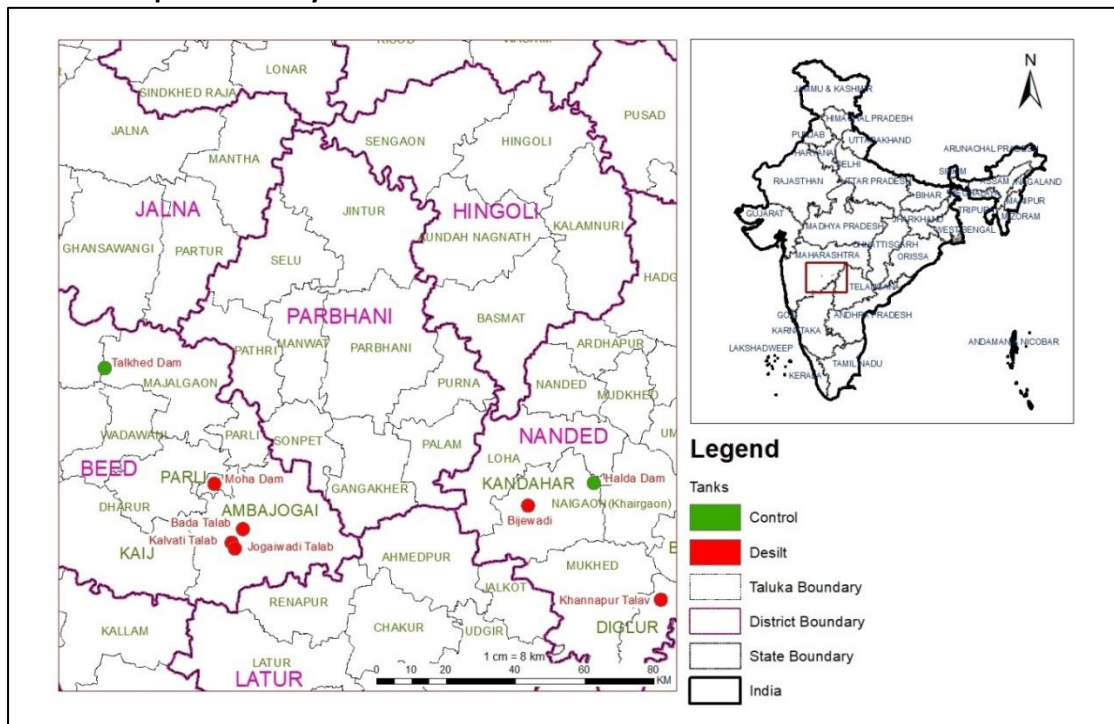 LONAR
SINDKHED RAJA
JALNA
MANTHA
SENGAON
HINGOLI
PUSAD
JALNA
JINTUR
HINGOLI
KALAMNURI
GHANSAWANGI
PARTUR
SELU
UNDAH NAGNATH
HADG
PARBHANI
BASMAT
PATHRI
MANWAT
PARBHANI
ARDHAPUR
Talkhed Dam
MAJALGAON
PURNA
NANDED
MUDKHED
WADAWANI
PARLI
SONPET
PALAM
NANDED
UM
LOHA
BEED
PARLI
Moha Dam
GANGAKHER
KANDAHAR
Halda Dam
DHARUR
AMBAJOGAI
NAIGAON(Khairgaon)
Bada Talab
Bijewadi
Kalvati Talab
Jogaiwadi Talab
KAIJ
AHMEDPUR
MUKHED
RENAPUR
JALKOT
Khannapur Talav
KALLAM
CHAKUR
UDGIR
DIGLUR
LATUR
LATUR
1 cm = 8 km
0 10 20 40 60 80
KM
N
JAMMU & KASHMIR
HIMACHAL PRADESH
PUNJAB
UTTARAKHAND
HARYANA
DELHI
ARUNACHAL PRADESH
SIKKIM
RAJASTHAN
UTTAR PRADESH
ASSAM
NAGALAND
BIHAR
MEGHALAYA
MANIPUR
GUJARAT
JHARKHAND
TRIPURA
MIZORAM
MADHYA PRADESH
WEST BENGAL
CHHATTISGARH
MAHARASHTRA
ORISSA
TELANGANA
GOA
ANDHRA PRADESH
KARNATAKA
LAKSHADWEEP
ANDAMAN & NICOBAR
TAMIL NADU
KERALA
Legend
Tanks
Control
Desilt
Taluka Boundary
District Boundary
State Boundary
India